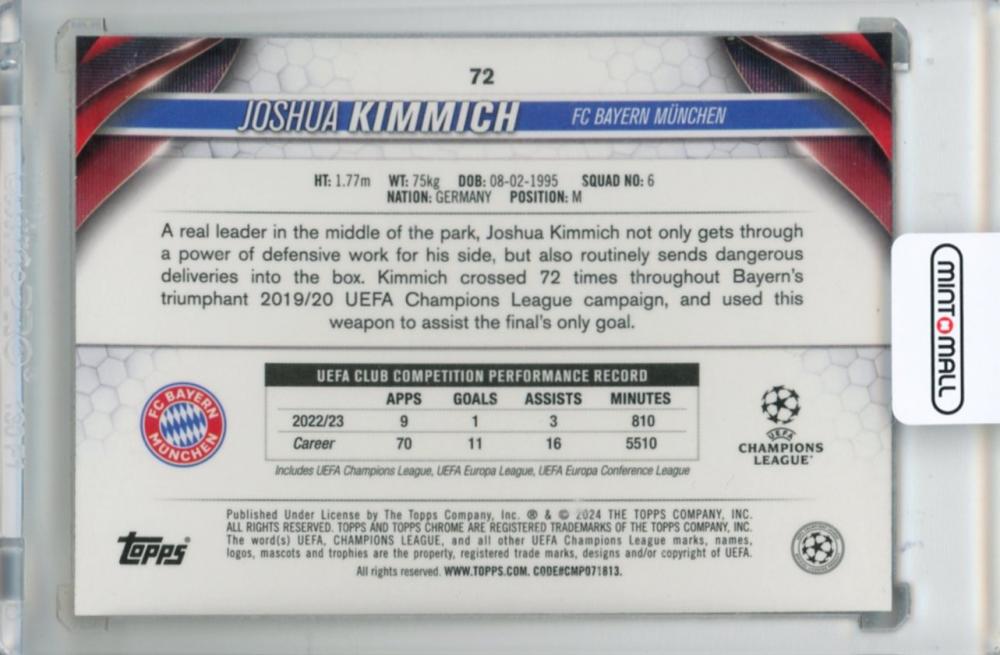 72
JOSHUA KIMMICH
FC BAYERN MÜNCHEN
HT: 1.77m WT: 75kg DOB: 08-02-1995 SQUAD NO: 6
NATION: GERMANY POSITION: M
A real leader in the middle of the park, Joshua Kimmich not only gets through
a power of defensive work for his side, but also routinely sends dangerous
deliveries into the box. Kimmich crossed 72 times throughout Bayern's
triumphant 2019/20 UEFA Champions League campaign, and used this
weapon to assist the final's only goal.
UEFA CLUB COMPETITION PERFORMANCE RECORD
APPS GOALS ASSISTS MINUTES
2022/23 9 1 3 810
Career 70 11 16 5510
Includes UEFA Champions League, UEFA Europa League, UEFA Europa Conference League
FC BAYERN
MÜNCHEN
UEFA
CHAMPIONS
LEAGUE
Published Under License by The Topps Company, Inc. ® & © 2024 THE TOPPS COMPANY, INC.
ALL RIGHTS RESERVED. TOPPS AND TOPPS CHROME ARE REGISTERED TRADEMARKS OF THE TOPPS COMPANY, INC.
The word(s) UEFA, CHAMPIONS LEAGUE, and all other UEFA Champions League marks, names,
logos, mascots and trophies are the property, registered trade marks, designs and/or copyright of UEFA.
All rights reserved. WWW.TOPPS.COM. CODE#CMP071813.
Topps®
MINT MALL